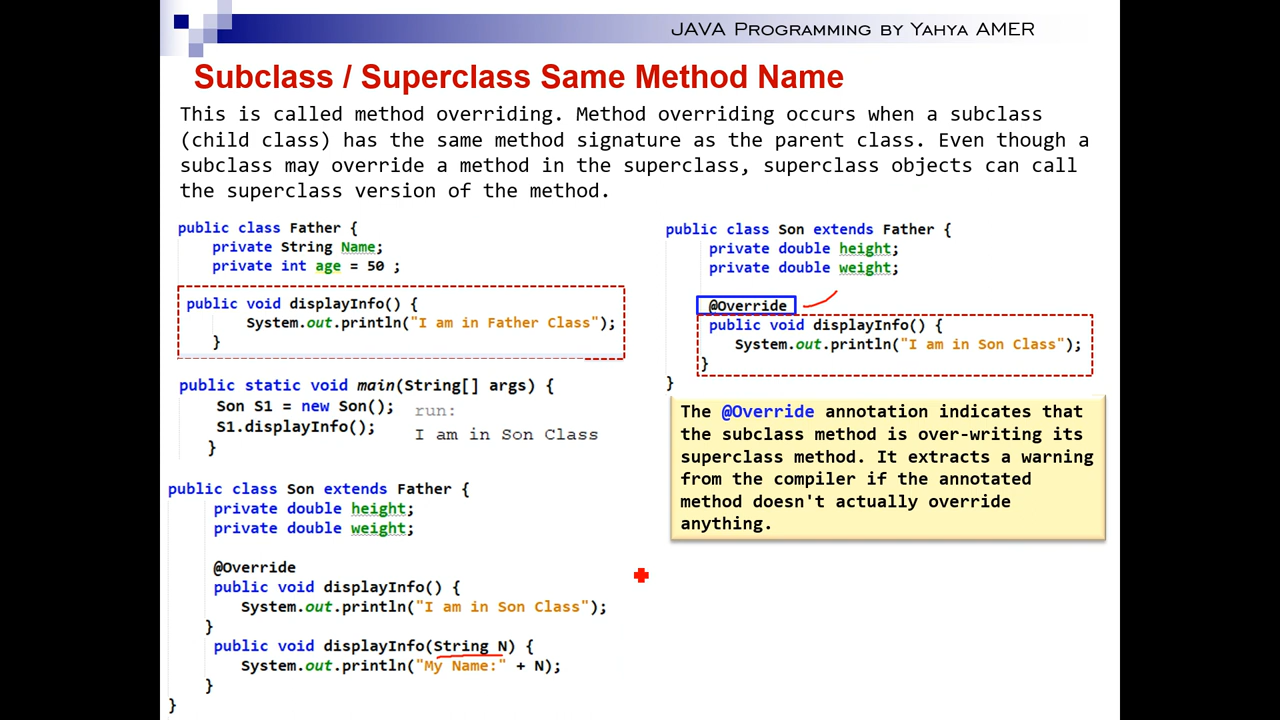 JAVA Programming by Yahya AMER
Subclass / Superclass Same Method Name
This is called method overriding. Method overriding occurs when a subclass
(child class) has the same method signature as the parent class. Even though a
subclass may override a method in the superclass, superclass objects can call
the superclass version of the method.
public class Father {
private String Name;
private int age = 50 ;
public void displayInfo() {
System.out.println("I am in Father Class");
}
public static void main(String[] args) {
Son S1 = new Son();
S1.displayInfo();
}
run:
I am in Son Class
public class Son extends Father {
private double height;
private double weight;
@Override
public void displayInfo() {
System.out.println("I am in Son Class");
}
public void displayInfo(String N) {
System.out.println("My Name:" + N);
}
}
public class Son extends Father {
private double height;
private double weight;
@Override
public void displayInfo() {
System.out.println("I am in Son Class");
}
}
The @Override annotation indicates that
the subclass method is over-writing its
superclass method. It extracts a warning
from the compiler if the annotated
method doesn't actually override
anything.